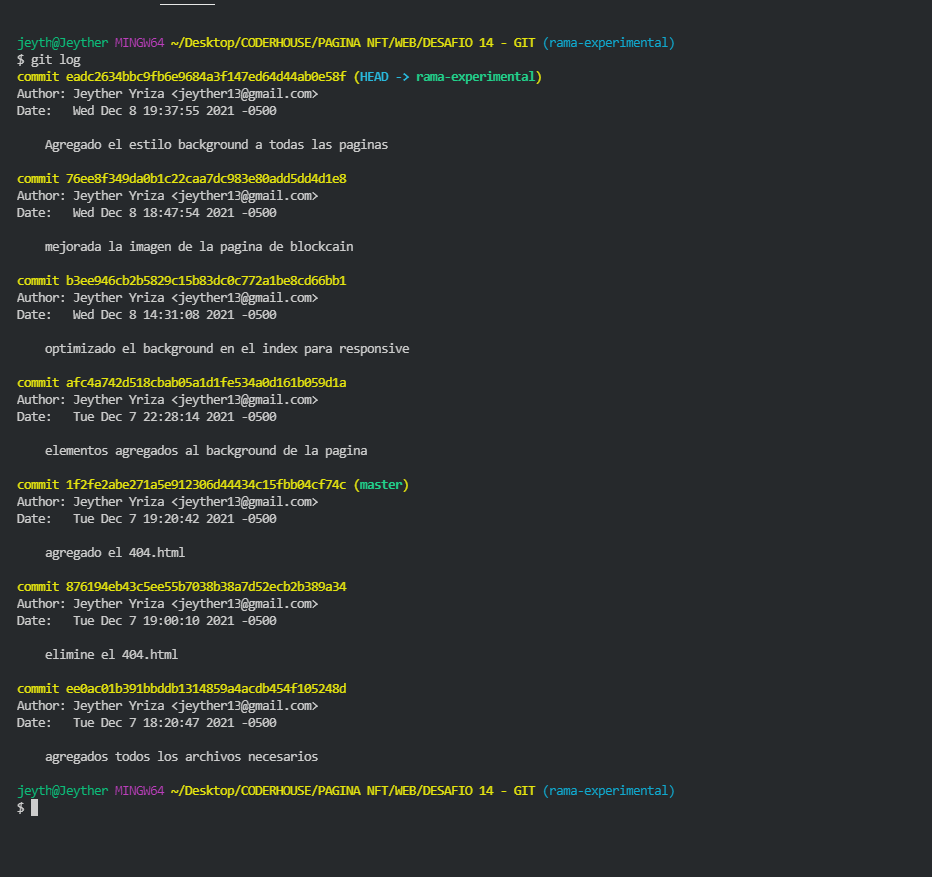 jeyth@Jeyther MINGW64 ~/Desktop/CODERHOUSE/PAGINA NFT/WEB/DESAFIO 14 - GIT (rama-experimental)
$ git log
commit eadc2634bbc9fb6e9684a3f147ed64d44ab0e58f (HEAD -> rama-experimental)
Author: Jeyther Yriza <jeyther13@gmail.com>
Date:   Wed Dec 8 19:37:55 2021 -0500
    Agregado el estilo background a todas las paginas
commit 76ee8f349da0b1c22caa7dc983e80add5dd4d1e8
Author: Jeyther Yriza <jeyther13@gmail.com>
Date:   Wed Dec 8 18:47:54 2021 -0500
    mejorada la imagen de la pagina de blockcain
commit b3ee946cb2b5829c15b83dc0c772a1be8cd66bb1
Author: Jeyther Yriza <jeyther13@gmail.com>
Date:   Wed Dec 8 14:31:08 2021 -0500
    optimizado el background en el index para responsive
commit afc4a742d518cbab05a1d1fe534a0d161b059d1a
Author: Jeyther Yriza <jeyther13@gmail.com>
Date:   Tue Dec 7 22:28:14 2021 -0500
    elementos agregados al background de la pagina
commit 1f2fe2abe271a5e912306d44434c15fbb04cf74c (master)
Author: Jeyther Yriza <jeyther13@gmail.com>
Date:   Tue Dec 7 19:20:42 2021 -0500
    agregado el 404.html
commit 876194eb43c5ee55b7038b38a7d52ecb2b389a34
Author: Jeyther Yriza <jeyther13@gmail.com>
Date:   Tue Dec 7 19:00:10 2021 -0500
    elimine el 404.html
commit ee0ac01b391bbddb1314859a4acdb454f105248d
Author: Jeyther Yriza <jeyther13@gmail.com>
Date:   Tue Dec 7 18:20:47 2021 -0500
    agregados todos los archivos necesarios
jeyth@Jeyther MINGW64 ~/Desktop/CODERHOUSE/PAGINA NFT/WEB/DESAFIO 14 - GIT (rama-experimental)
$